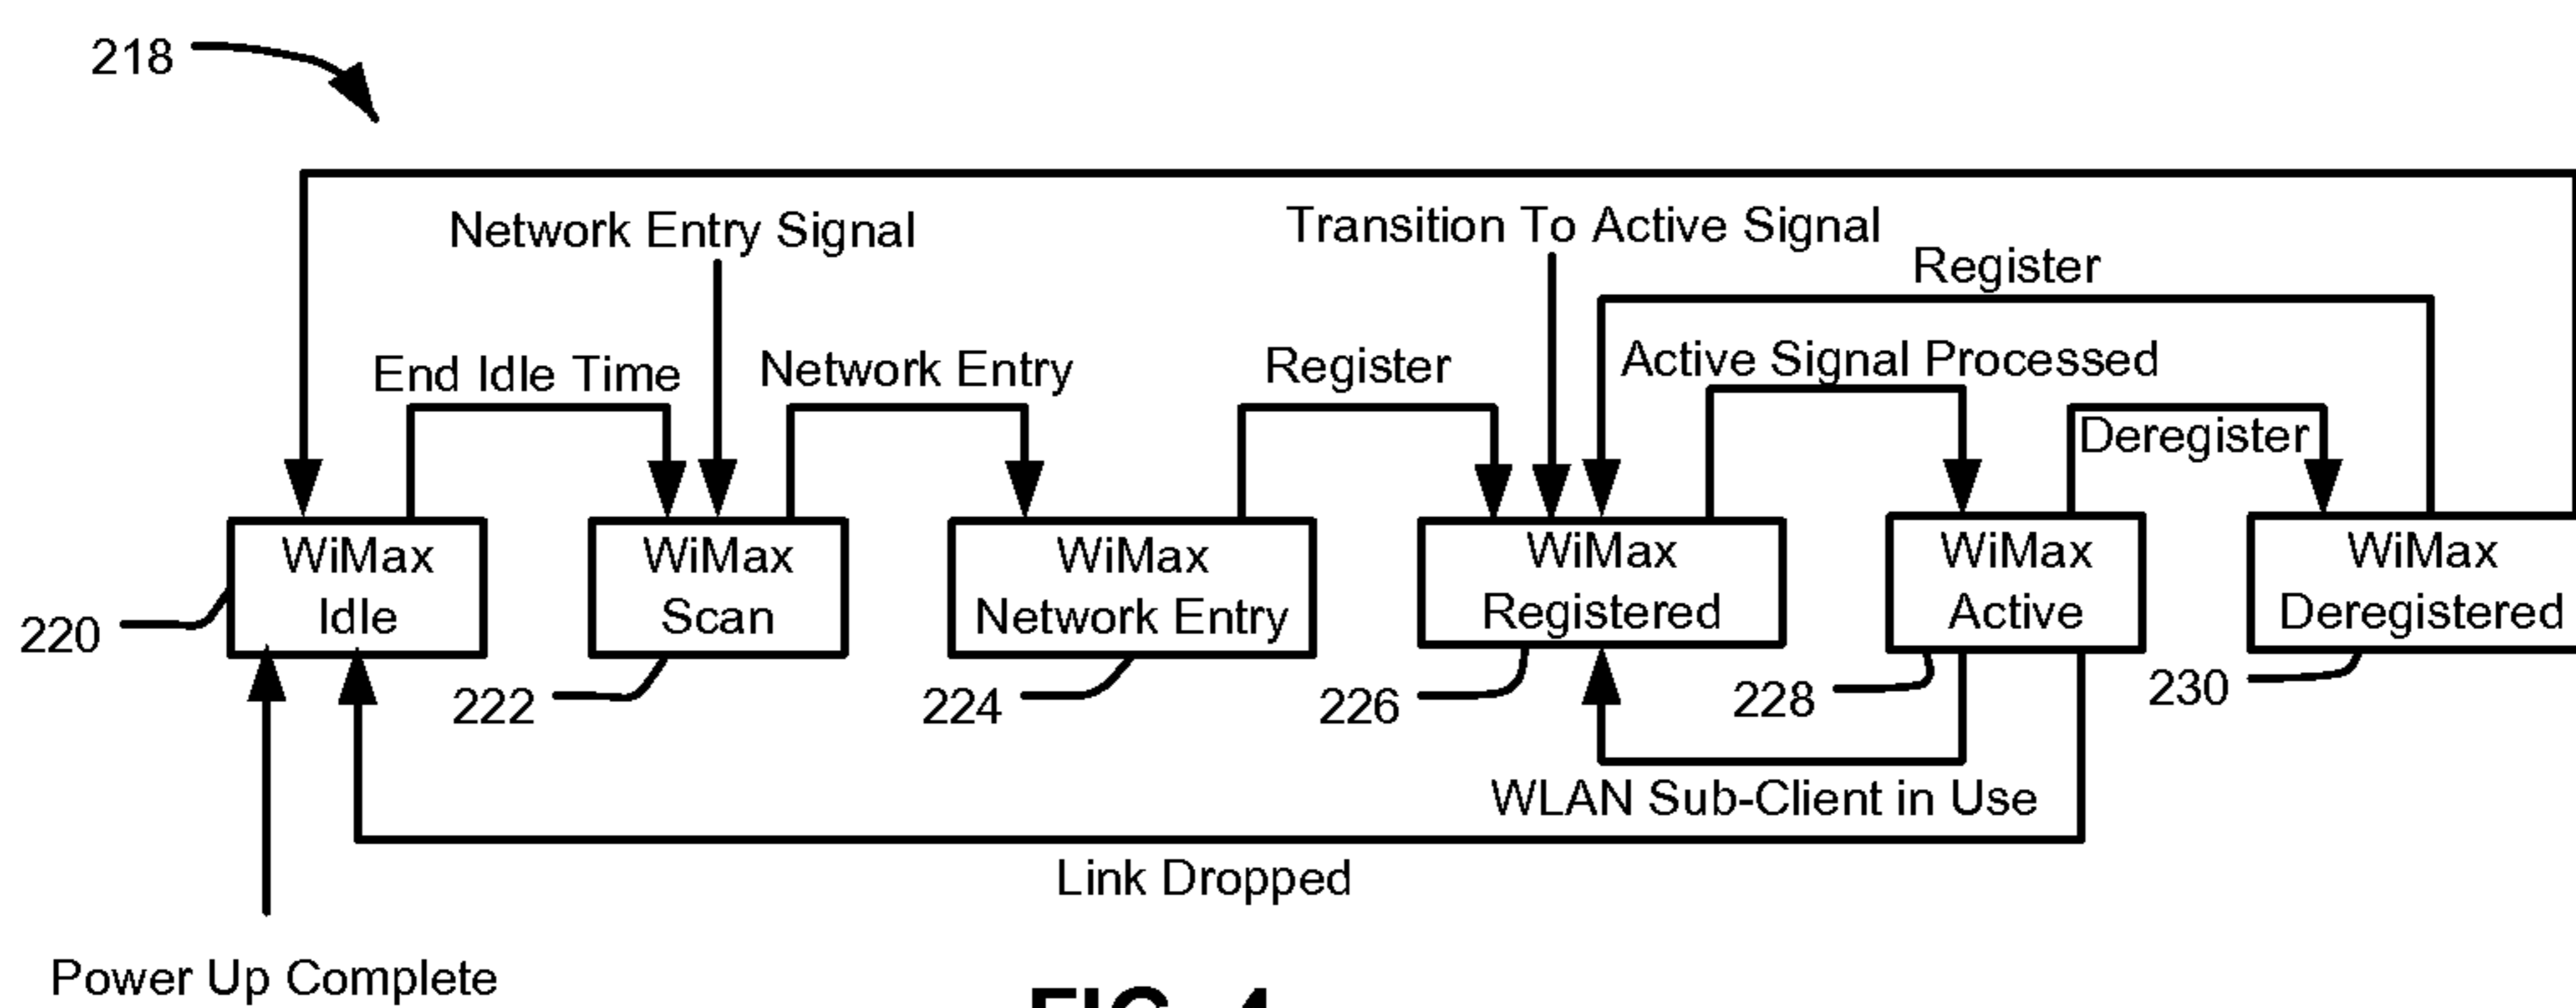 218
Network Entry Signal
Transition To Active Signal
Register
End Idle Time
Network Entry
Register
Active Signal Processed
Deregister
WiMax
Idle
WiMax
Scan
WiMax
Network Entry
WiMax
Registered
WiMax
Active
WiMax
Deregistered
220
222
224
226
228
230
WLAN Sub-Client in Use
Link Dropped
Power Up Complete